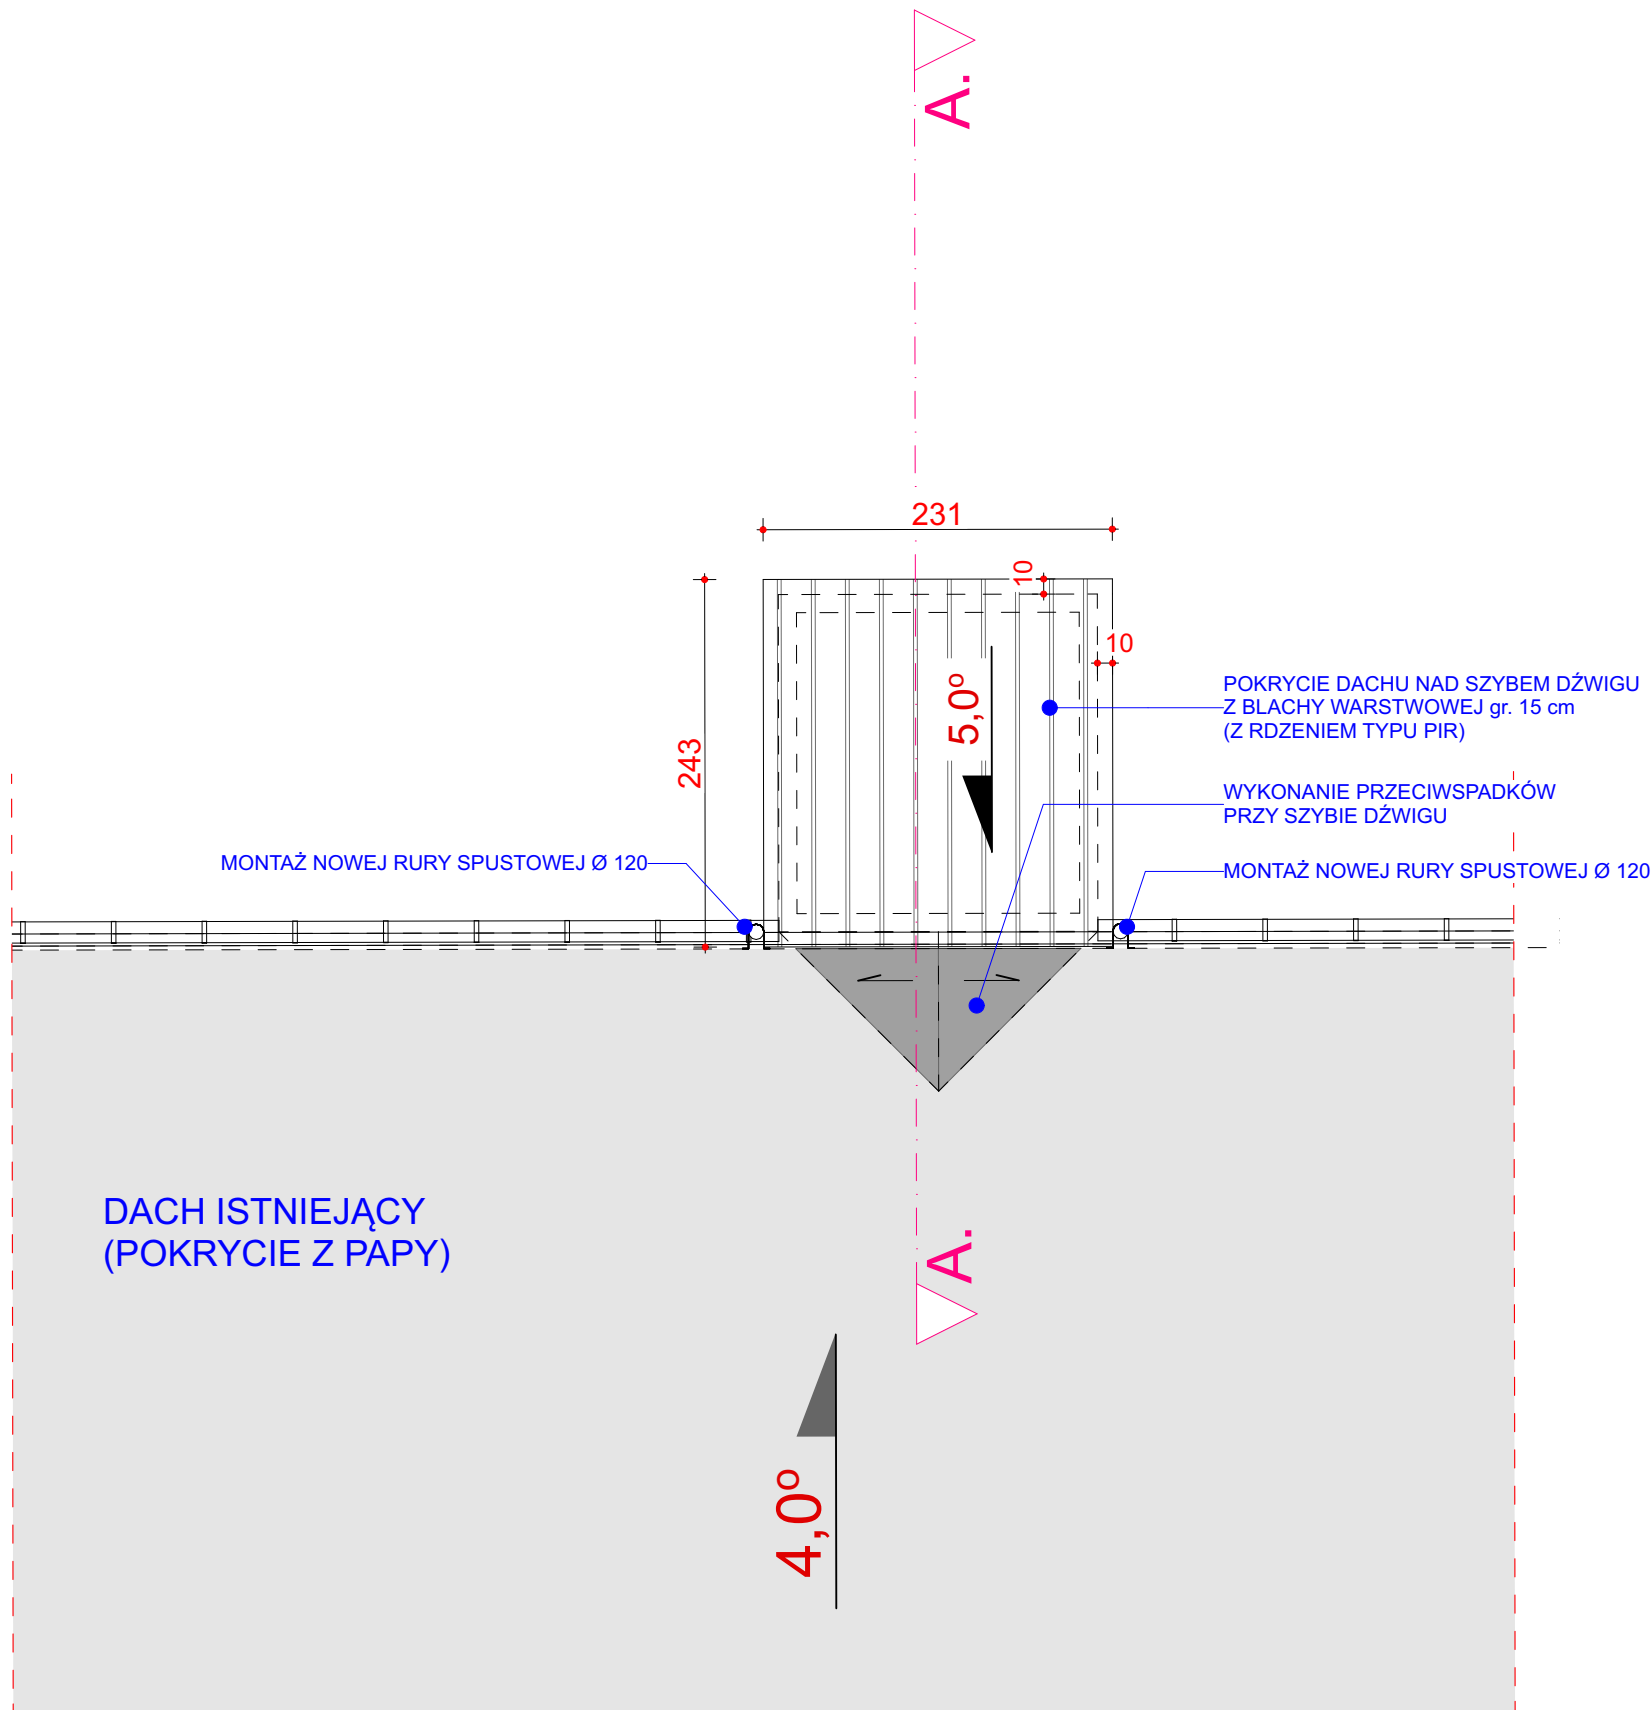 A.
231
10
10
5,0º
243
POKRYCIE DACHU NAD SZYBEM DŹWIGU
Z BLACHY WARSTWOWEJ gr. 15 cm
(Z RDZENIEM TYPU PIR)
WYKONANIE PRZECIWSPADKÓW
PRZY SZYBIE DŹWIGU
MONTAŻ NOWEJ RURY SPUSTOWEJ Ø 120
MONTAŻ NOWEJ RURY SPUSTOWEJ Ø 120
DACH ISTNIEJĄCY
(POKRYCIE Z PAPY)
A.
4,0º